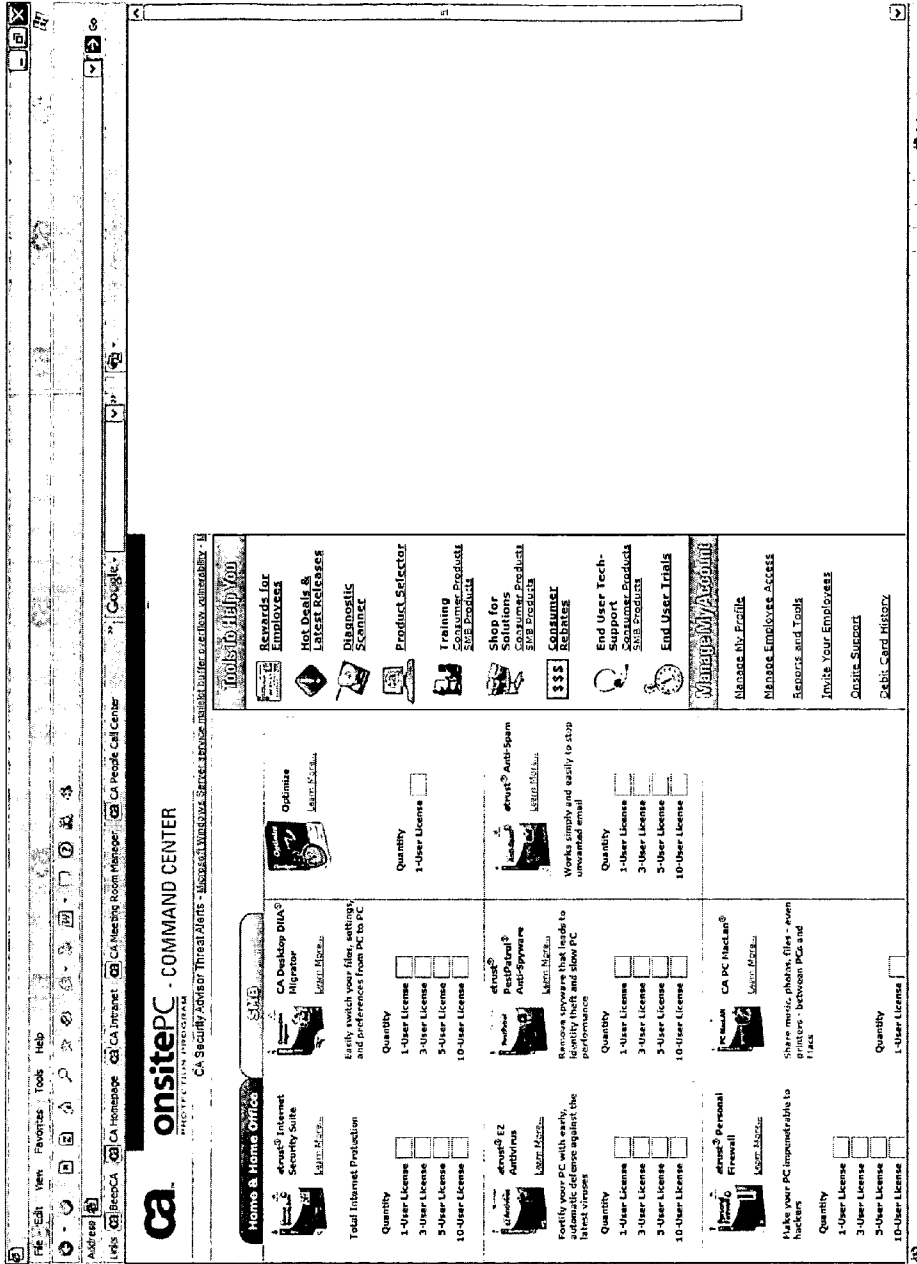 File Edit View Favorites Tools Help
Address
Go
Links BeepCA CA Homepage CA Intranet CA Meeting Room Manager CA People Call Center » Google
ca onsitePC - COMMAND CENTER
PROTECTION PROGRAM
CA Security Advisor Threat Alerts - Microsoft Windows Server service mailslot buffer overflow vulnerability - M
Home & Home Office
SMB
etrust® Internet Security Suite
Learn More...
Total Internet Protection
Quantity
1-User License
3-User License
5-User License
10-User License
CA Desktop DNA® Migrator
Learn More...
Easily switch your files, settings, and preferences from PC to PC
Quantity
1-User License
3-User License
5-User License
10-User License
Optimize
Learn More...
Quantity
1-User License
etrust® EZ Antivirus
Learn More...
Fortify your PC with early, automatic defense against the latest viruses
Quantity
1-User License
3-User License
5-User License
10-User License
etrust® PestPatrol® Anti-Spyware
Learn More...
Remove spyware that leads to identity theft and slow PC performance
Quantity
1-User License
3-User License
5-User License
10-User License
etrust® Anti-Spam
Learn More...
Works simply and easily to stop unwanted email
Quantity
1-User License
3-User License
5-User License
10-User License
etrust® Personal Firewall
Learn More...
Make your PC impenetrable to hackers
Quantity
1-User License
3-User License
5-User License
10-User License
CA PC MacLan®
Learn More...
Share music, photos, files - even printers - between PCs and Macs
Quantity
1-User License
Tools To Help You
Rewards for Employees
Hot Deals & Latest Releases
Diagnostic Scanner
Product Selector
Training
Consumer Products
SMB Products
Shop for Solutions
Consumer Products
SMB Products
Consumer Rebates
End User Tech-Support
Consumer Products
SMB Products
End User Trials
Manage My Account
Manage My Profile
Manage Employee Access
Reports and Tools
Invite Your Employees
Onsite Support
Debit Card History